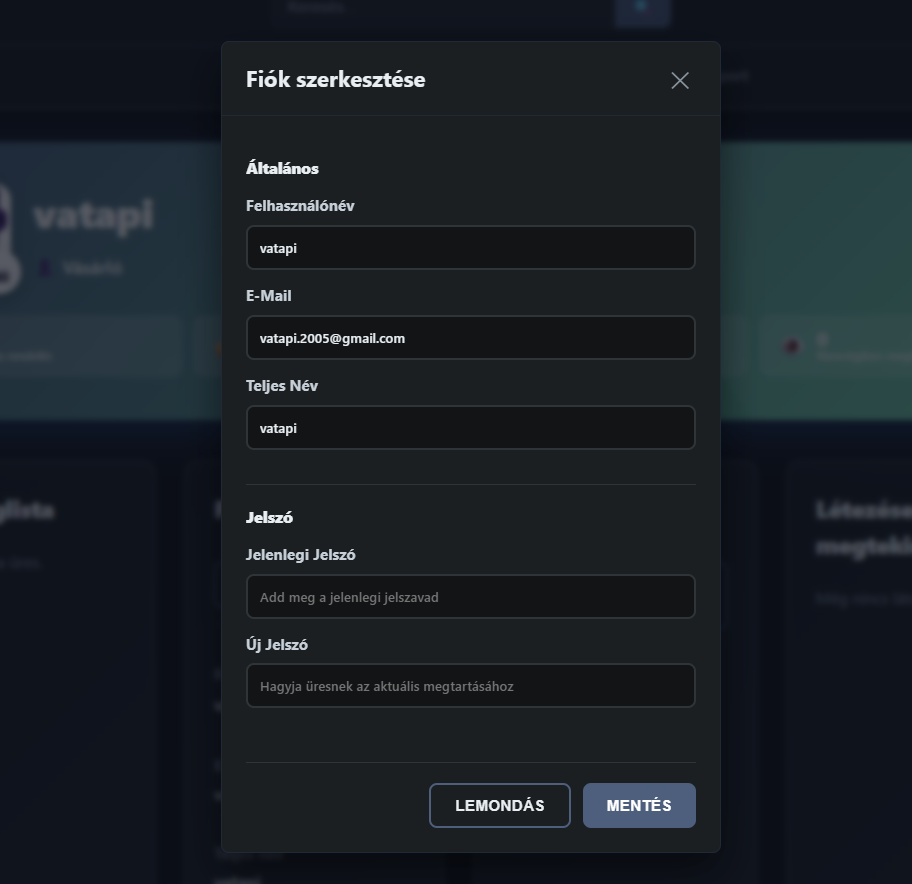 Fiók szerkesztése
vatapi
Általános
Felhasználónév
vatapi
E-Mail
vatapi.2005@gmail.com
Teljes Név
vatapi
Jelszó
Jelenlegi Jelszó
Add meg a jelenlegi jelszavad
Új Jelszó
Hagyja üresnek az aktuális megtartásához
LEMONDÁS
MENTÉS